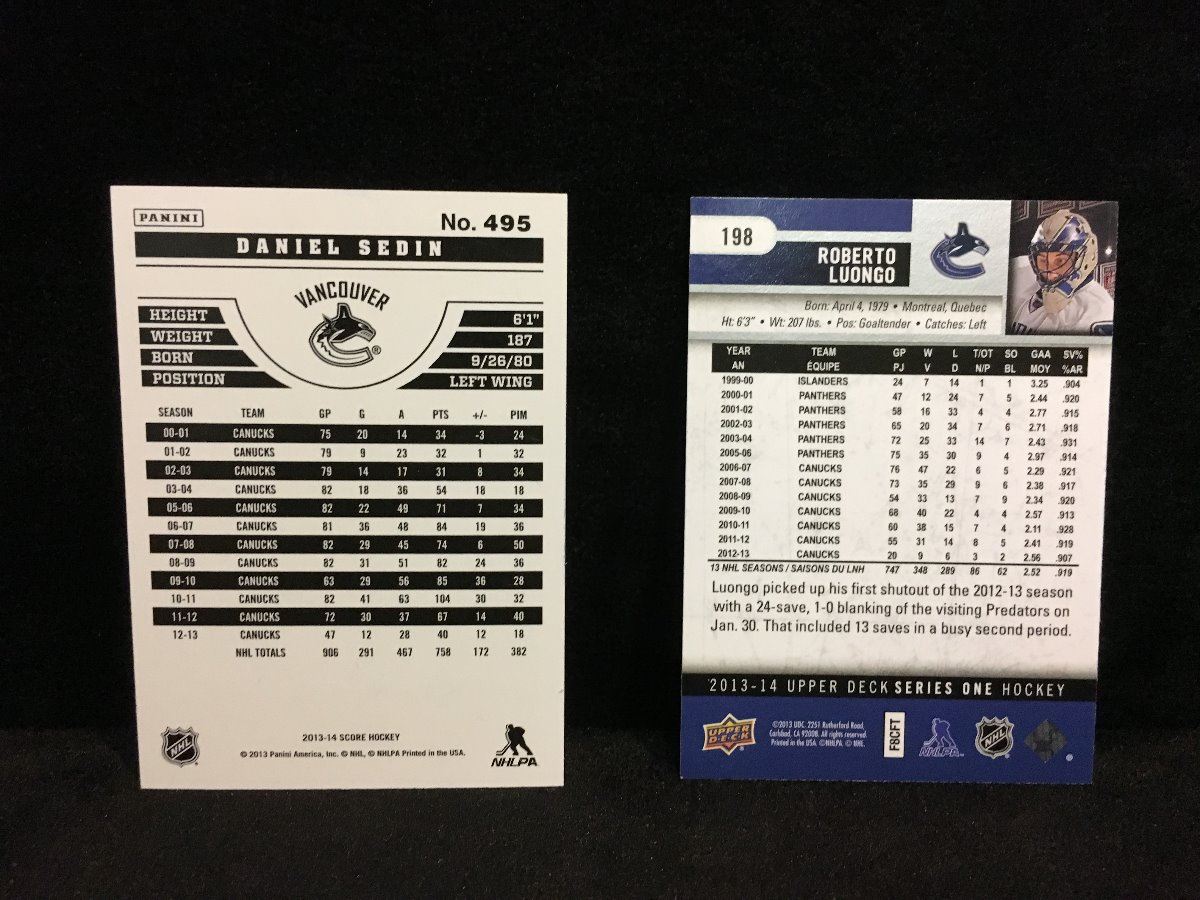 PANINI
No. 495
DANIEL SEDIN
VANCOUVER
HEIGHT 6'1"
WEIGHT 187
BORN 9/26/80
POSITION LEFT WING
SEASON TEAM GP G A PTS +/- PIM
00-01 CANUCKS 75 20 14 34 -3 24
01-02 CANUCKS 79 9 23 32 1 32
02-03 CANUCKS 79 14 17 31 8 34
03-04 CANUCKS 82 18 36 54 18 18
05-06 CANUCKS 82 22 49 71 7 34
06-07 CANUCKS 81 36 48 84 19 36
07-08 CANUCKS 82 29 45 74 6 50
08-09 CANUCKS 82 31 51 82 24 36
09-10 CANUCKS 63 29 56 85 36 28
10-11 CANUCKS 82 41 63 104 30 32
11-12 CANUCKS 72 30 37 67 14 40
12-13 CANUCKS 47 12 28 40 12 18
NHL TOTALS 906 291 467 758 172 382
NHL
2013-14 SCORE HOCKEY
© 2013 Panini America, Inc. © NHL, © NHLPA Printed in the USA.
NHLPA
198
ROBERTO
LUONGO
Born: April 4, 1979 • Montreal, Quebec
Ht: 6'3" • Wt: 207 lbs. • Pos: Goaltender • Catches: Left
YEAR TEAM GP W L T/OT SO GAA SV%
AN ÉQUIPE PJ V D N/P BL MOY %AR
1999-00 ISLANDERS 24 7 14 1 1 3.25 .904
2000-01 PANTHERS 47 12 24 7 5 2.44 .920
2001-02 PANTHERS 58 16 33 4 4 2.77 .915
2002-03 PANTHERS 65 20 34 7 6 2.71 .918
2003-04 PANTHERS 72 25 33 14 7 2.43 .931
2005-06 PANTHERS 75 35 30 9 4 2.97 .914
2006-07 CANUCKS 76 47 22 6 5 2.29 .921
2007-08 CANUCKS 73 35 29 9 6 2.38 .917
2008-09 CANUCKS 54 33 13 7 9 2.34 .920
2009-10 CANUCKS 68 40 22 4 4 2.57 .913
2010-11 CANUCKS 60 38 15 7 4 2.11 .928
2011-12 CANUCKS 55 31 14 8 5 2.41 .919
2012-13 CANUCKS 20 9 6 3 2 2.56 .907
13 NHL SEASONS / SAISONS DU LNH 747 348 289 86 62 2.52 .919
Luongo picked up his first shutout of the 2012-13 season
with a 24-save, 1-0 blanking of the visiting Predators on
Jan. 30. That included 13 saves in a busy second period.
2013-14 UPPER DECK SERIES ONE HOCKEY
UPPER DECK
©2013 UDC. 2251 Rutherford Road,
Carlsbad, CA 92008. All rights reserved.
Printed in the USA. ©NHLPA. © NHL.
F8CFT
NHLPA
NHL